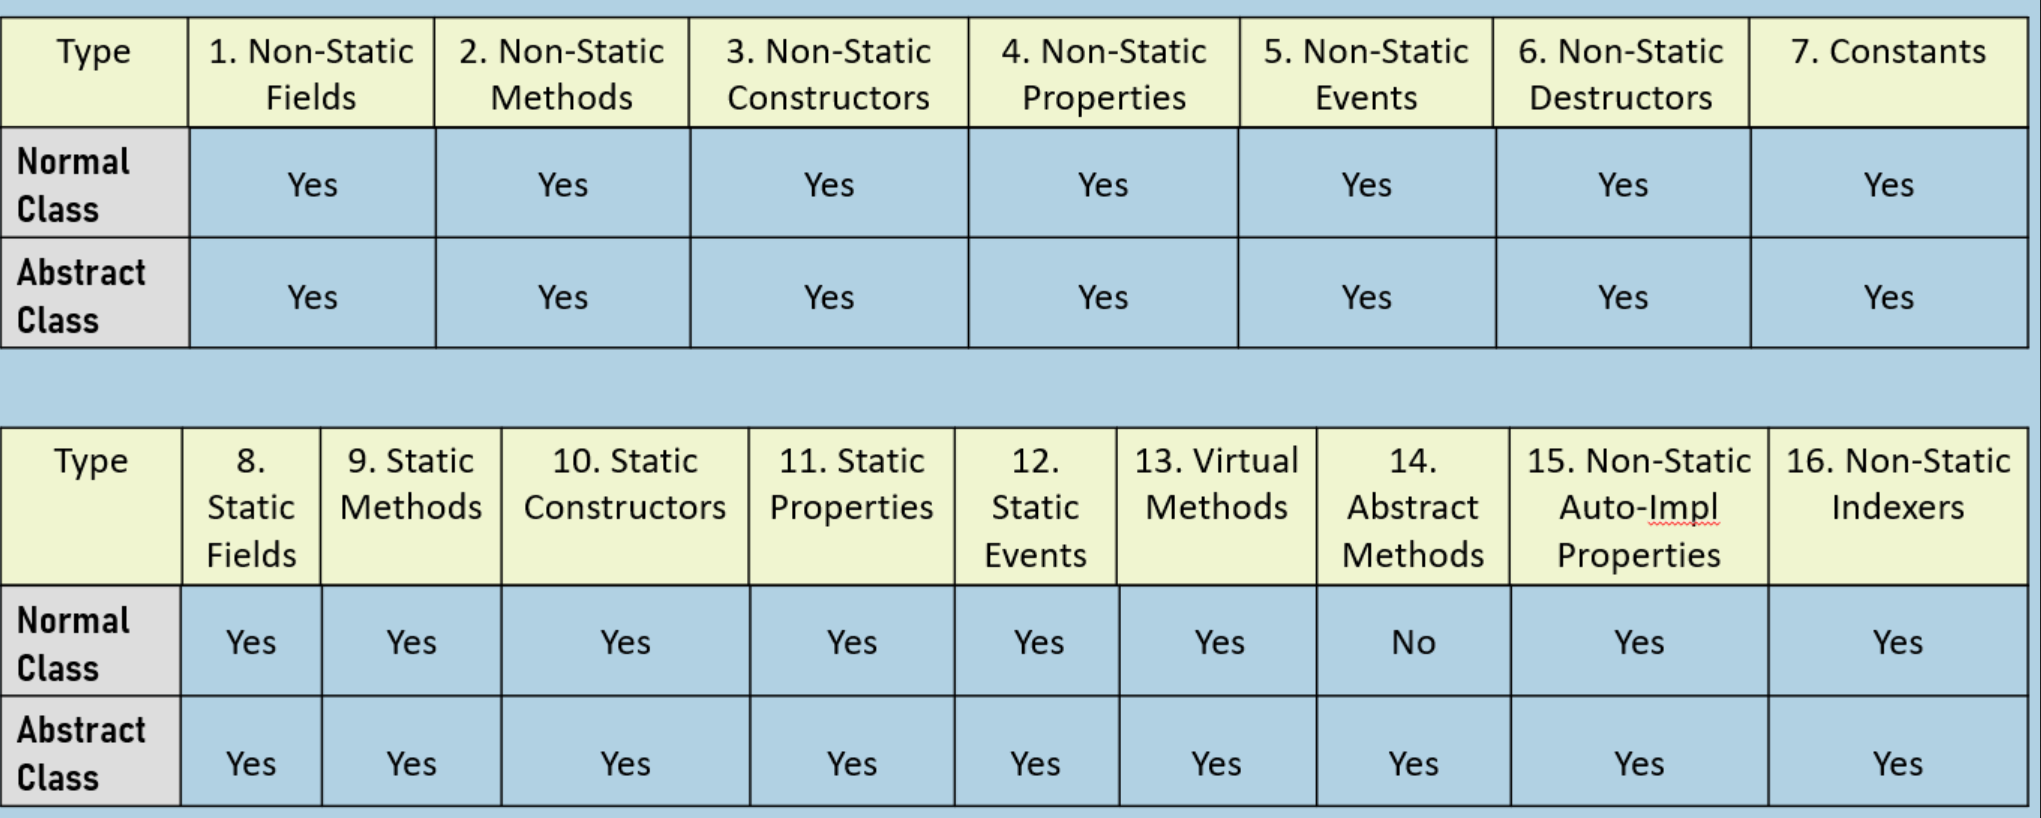 Type 1. Non-Static Fields 2. Non-Static Methods 3. Non-Static Constructors 4. Non-Static Properties 5. Non-Static Events 6. Non-Static Destructors 7. Constants
Normal Class Yes Yes Yes Yes Yes Yes Yes
Abstract Class Yes Yes Yes Yes Yes Yes Yes
Type 8. Static Fields 9. Static Methods 10. Static Constructors 11. Static Properties 12. Static Events 13. Virtual Methods 14. Abstract Methods 15. Non-Static Auto-Impl Properties 16. Non-Static Indexers
Normal Class Yes Yes Yes Yes Yes Yes No Yes Yes
Abstract Class Yes Yes Yes Yes Yes Yes Yes Yes Yes